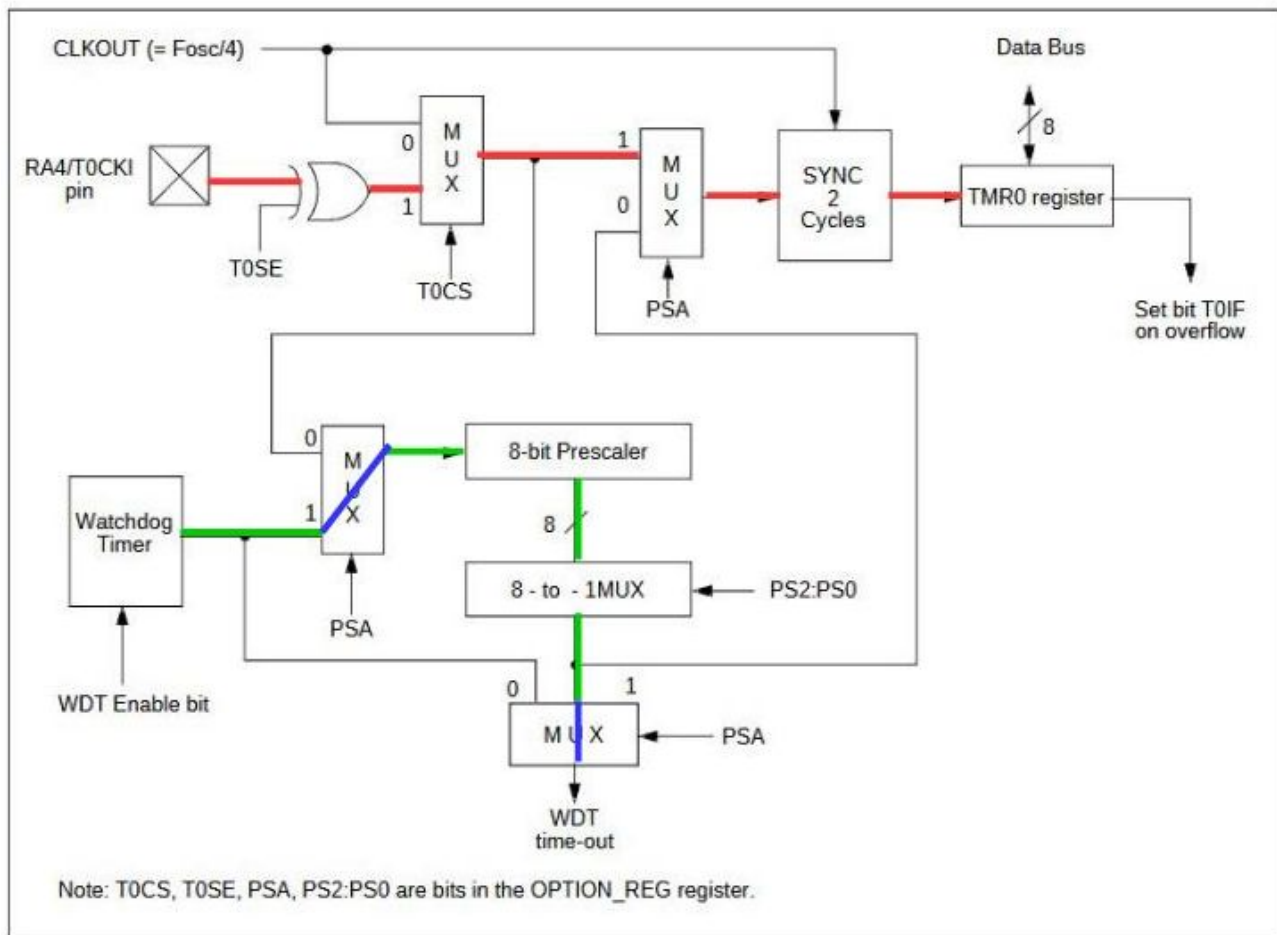 CLKOUT (= Fosc/4)
Data Bus
8
RA4/T0CKI
pin
0
1
M
U
X
T0SE
T0CS
1
0
M
U
X
PSA
SYNC
2
Cycles
TMR0 register
Set bit T0IF
on overflow
0
1
M
U
X
8-bit Prescaler
Watchdog
Timer
8
8 - to - 1MUX
PS2:PS0
PSA
WDT Enable bit
0
1
M U X
PSA
WDT
time-out
Note: T0CS, T0SE, PSA, PS2:PS0 are bits in the OPTION_REG register.